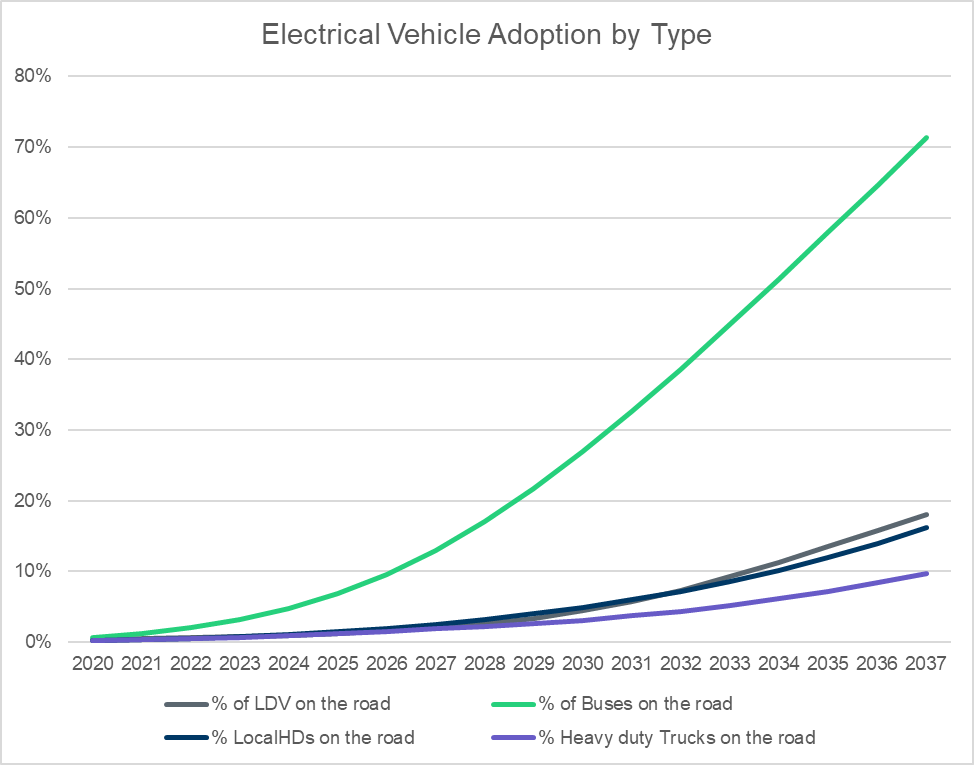 Electrical Vehicle Adoption by Type
80%
70%
60%
50%
40%
30%
20%
10%
0%
2020 2021 2022 2023 2024 2025 2026 2027 2028 2029 2030 2031 2032 2033 2034 2035 2036 2037
% of LDV on the road % of Buses on the road
% LocalHDs on the road % Heavy duty Trucks on the road